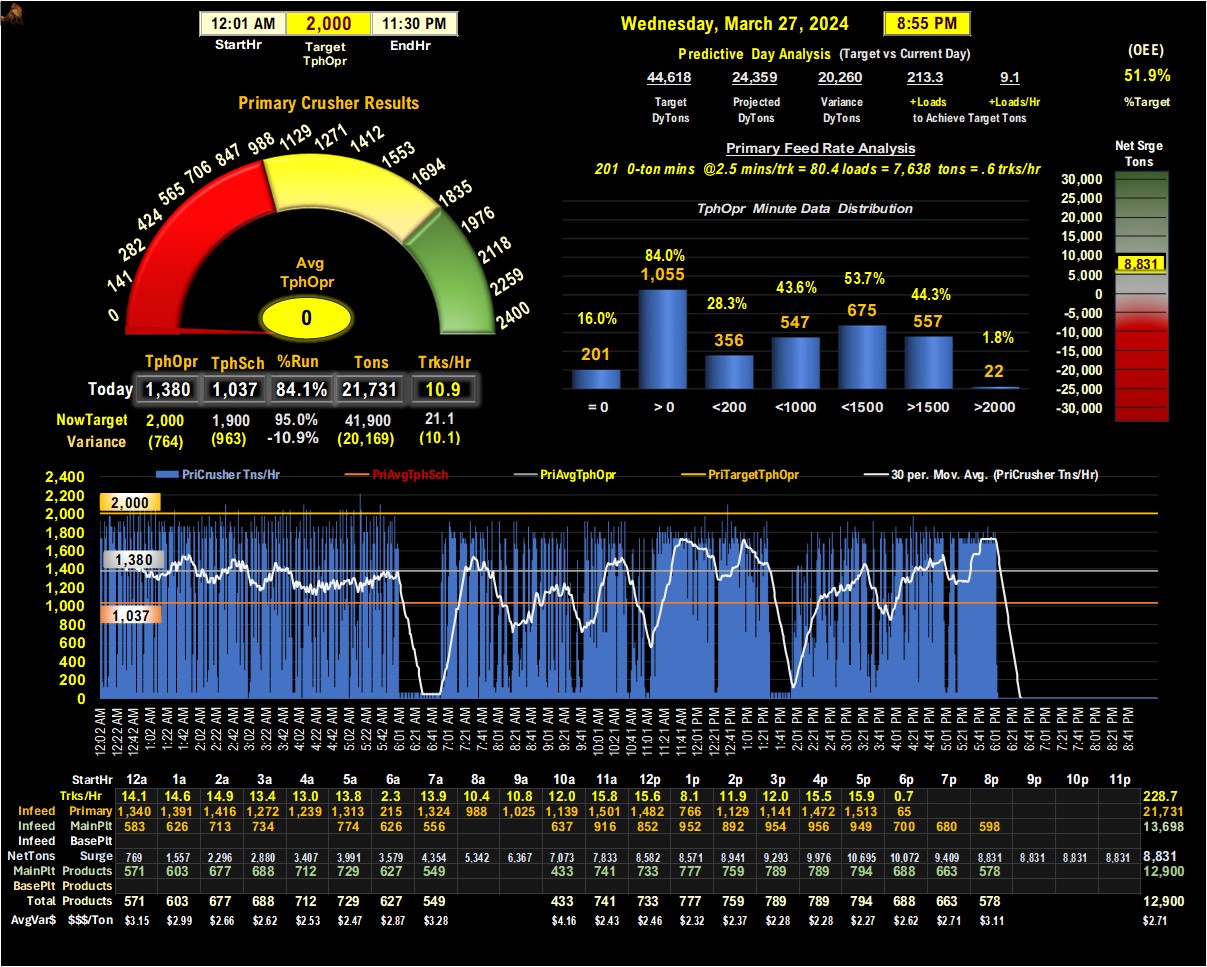 12:01 AM 2,000 11:30 PM
StartHr Target TphOpr EndHr
Wednesday, March 27, 2024 8:55 PM
Predictive Day Analysis (Target vs Current Day)
44,618 24,359 20,260 213.3 9.1
Target Projected Variance +Loads +Loads/Hr
DyTons DyTons DyTons to Achieve Target Tons
(OEE)
51.9%
%Target
Primary Crusher Results
0 141 282 424 565 706 847 988 1129 1271 1412 1553 1694 1835 1976 2118 2259 2400
Avg
TphOpr
0
TphOpr TphSch %Run Tons Trks/Hr
Today 1,380 1,037 84.1% 21,731 10.9
NowTarget 2,000 1,900 95.0% 41,900 21.1
Variance (764) (963) -10.9% (20,169) (10.1)
Primary Feed Rate Analysis
201 0-ton mins @2.5 mins/trk = 80.4 loads = 7,638 tons = .6 trks/hr
TphOpr Minute Data Distribution
16.0% 84.0% 28.3% 43.6% 53.7% 44.3% 1.8%
201 1,055 356 547 675 557 22
= 0 > 0 <200 <1000 <1500 >1500 >2000
Net Srge
Tons
30,000
25,000
20,000
15,000
10,000
8,831
5,000
0
-5,000
-10,000
-15,000
-20,000
-25,000
-30,000
PriCrusher Tns/Hr PriAvgTphSch PriAvgTphOpr PriTargetTphOpr 30 per. Mov. Avg. (PriCrusher Tns/Hr)
2,400
2,200
2,000
1,800
1,600
1,400
1,200
1,000
800
600
400
200
0
2,000
1,380
1,037
12:02 AM 12:22 AM 12:42 AM 1:02 AM 1:22 AM 1:42 AM 2:02 AM 2:22 AM 2:42 AM 3:02 AM 3:22 AM 3:42 AM 4:02 AM 4:22 AM 4:42 AM 5:02 AM 5:22 AM 5:42 AM 6:01 AM 6:21 AM 6:41 AM 7:01 AM 7:21 AM 7:41 AM 8:01 AM 8:21 AM 8:41 AM 9:01 AM 9:21 AM 9:41 AM 10:01 AM 10:21 AM 10:41 AM 11:01 AM 11:21 AM 11:41 AM 12:01 PM 12:21 PM 12:41 PM 1:01 PM 1:21 PM 1:41 PM 2:01 PM 2:21 PM 2:41 PM 3:01 PM 3:21 PM 3:41 PM 4:01 PM 4:21 PM 4:41 PM 5:01 PM 5:21 PM 5:41 PM 6:01 PM 6:21 PM 6:41 PM 7:01 PM 7:21 PM 7:41 PM 8:01 PM 8:21 PM 8:41 PM
StartHr 12a 1a 2a 3a 4a 5a 6a 7a 8a 9a 10a 11a 12p 1p 2p 3p 4p 5p 6p 7p 8p 9p 10p 11p
Trks/Hr 14.1 14.6 14.9 13.4 13.0 13.8 2.3 13.9 10.4 10.8 12.0 15.8 15.6 8.1 11.9 12.0 15.5 15.9 0.7 228.7
Infeed Primary 1,340 1,391 1,416 1,272 1,239 1,313 215 1,324 988 1,025 1,139 1,501 1,482 766 1,129 1,141 1,472 1,513 65 21,731
Infeed MainPlt 583 626 713 734 774 626 556 637 916 852 952 892 954 956 949 700 680 598 13,698
Infeed BasePlt
NetTons Surge 769 1,557 2,296 2,880 3,407 3,991 3,579 4,354 5,342 6,367 7,073 7,833 8,582 8,571 8,941 9,293 9,976 10,695 10,072 9,409 8,831 8,831 8,831 8,831 8,831
MainPlt Products 571 603 677 688 712 729 627 549 433 741 733 777 759 789 789 794 688 663 578 12,900
BasePlt Products
Total Products 571 603 677 688 712 729 627 549 433 741 733 777 759 789 789 794 688 663 578 12,900
AvgVar$ $$$/Ton $3.15 $2.99 $2.66 $2.62 $2.53 $2.47 $2.87 $3.28 $4.16 $2.43 $2.46 $2.32 $2.37 $2.28 $2.28 $2.27 $2.62 $2.71 $3.11 $2.71